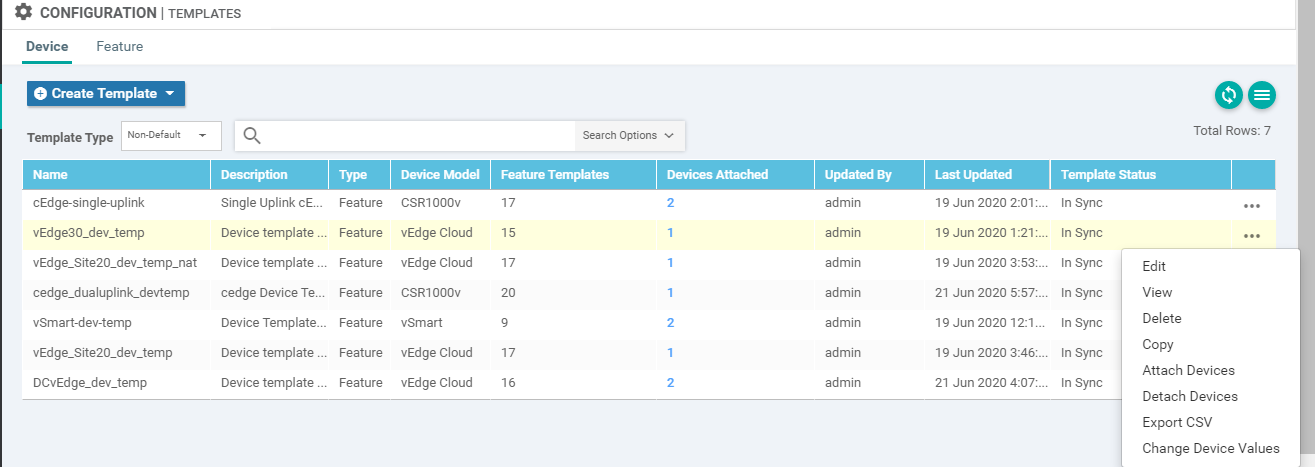 CONFIGURATION | TEMPLATES
Device Feature
Create Template
Total Rows: 7
Template Type Non-Default Search Options
Name Description Type Device Model Feature Templates Devices Attached Updated By Last Updated Template Status
cEdge-single-uplink Single Uplink cE... Feature CSR1000v 17 2 admin 19 Jun 2020 2:01:... In Sync ...
vEdge30_dev_temp Device template ... Feature vEdge Cloud 15 1 admin 19 Jun 2020 1:21:... In Sync ...
vEdge_Site20_dev_temp_nat Device template ... Feature vEdge Cloud 17 1 admin 19 Jun 2020 3:53:... In Sync
cedge_dualuplink_devtemp cedge Device Te... Feature CSR1000v 20 1 admin 21 Jun 2020 5:57:... In Sync
vSmart-dev-temp Device Template... Feature vSmart 9 2 admin 19 Jun 2020 12:1... In Sync
vEdge_Site20_dev_temp Device template ... Feature vEdge Cloud 17 1 admin 19 Jun 2020 3:46:... In Sync
DCvEdge_dev_temp Device template ... Feature vEdge Cloud 16 2 admin 21 Jun 2020 4:07:... In Sync
Edit
View
Delete
Copy
Attach Devices
Detach Devices
Export CSV
Change Device Values